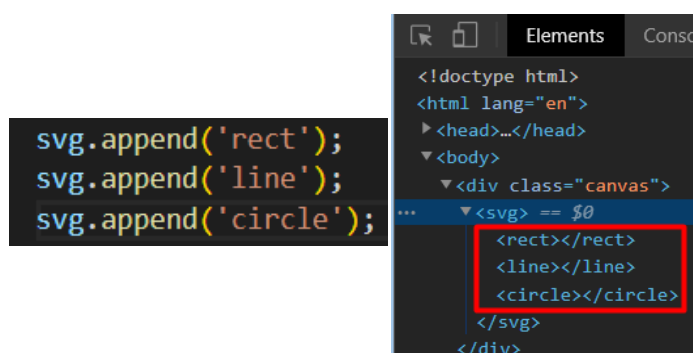 svg.append('rect');
svg.append('line');
svg.append('circle');
Elements
<!doctype html>
<html lang="en">
<head>…</head>
<body>
<div class="canvas">
<svg> == $0
<rect></rect>
<line></line>
<circle></circle>
</svg>
</div>